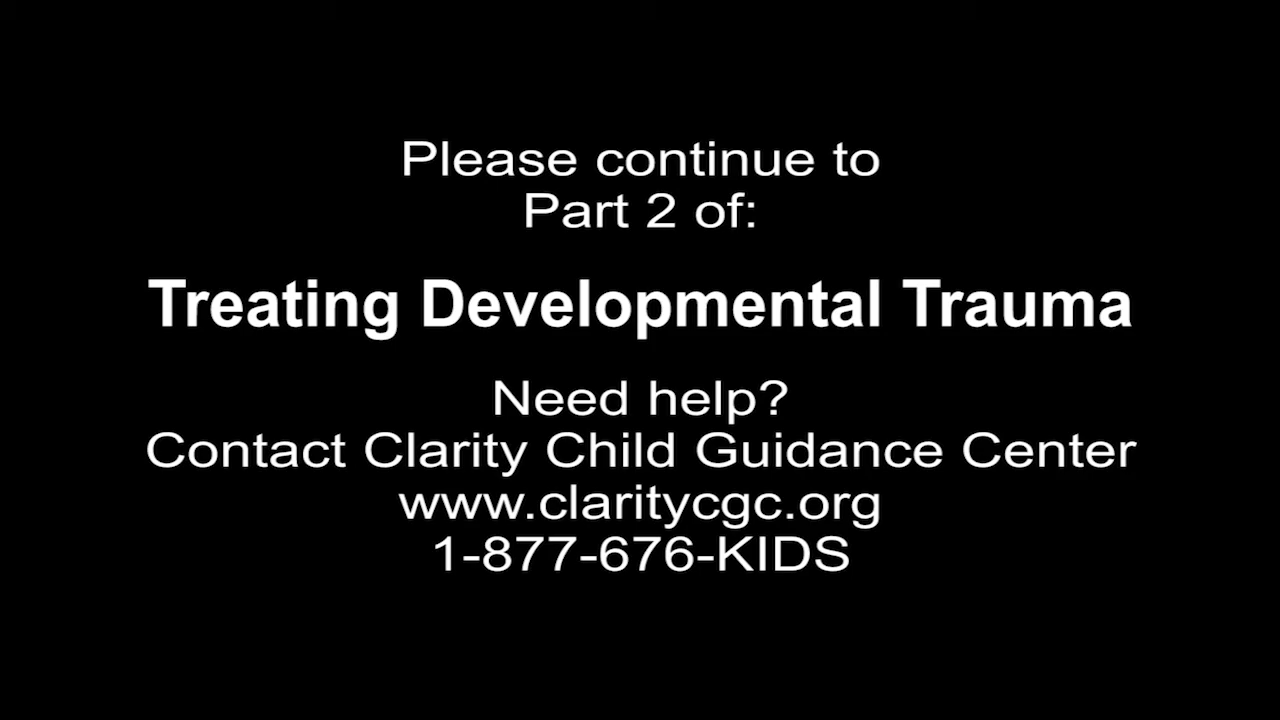 Please continue to
Part 2 of:
Treating Developmental Trauma
Need help?
Contact Clarity Child Guidance Center
www.claritycgc.org
1-877-676-KIDS